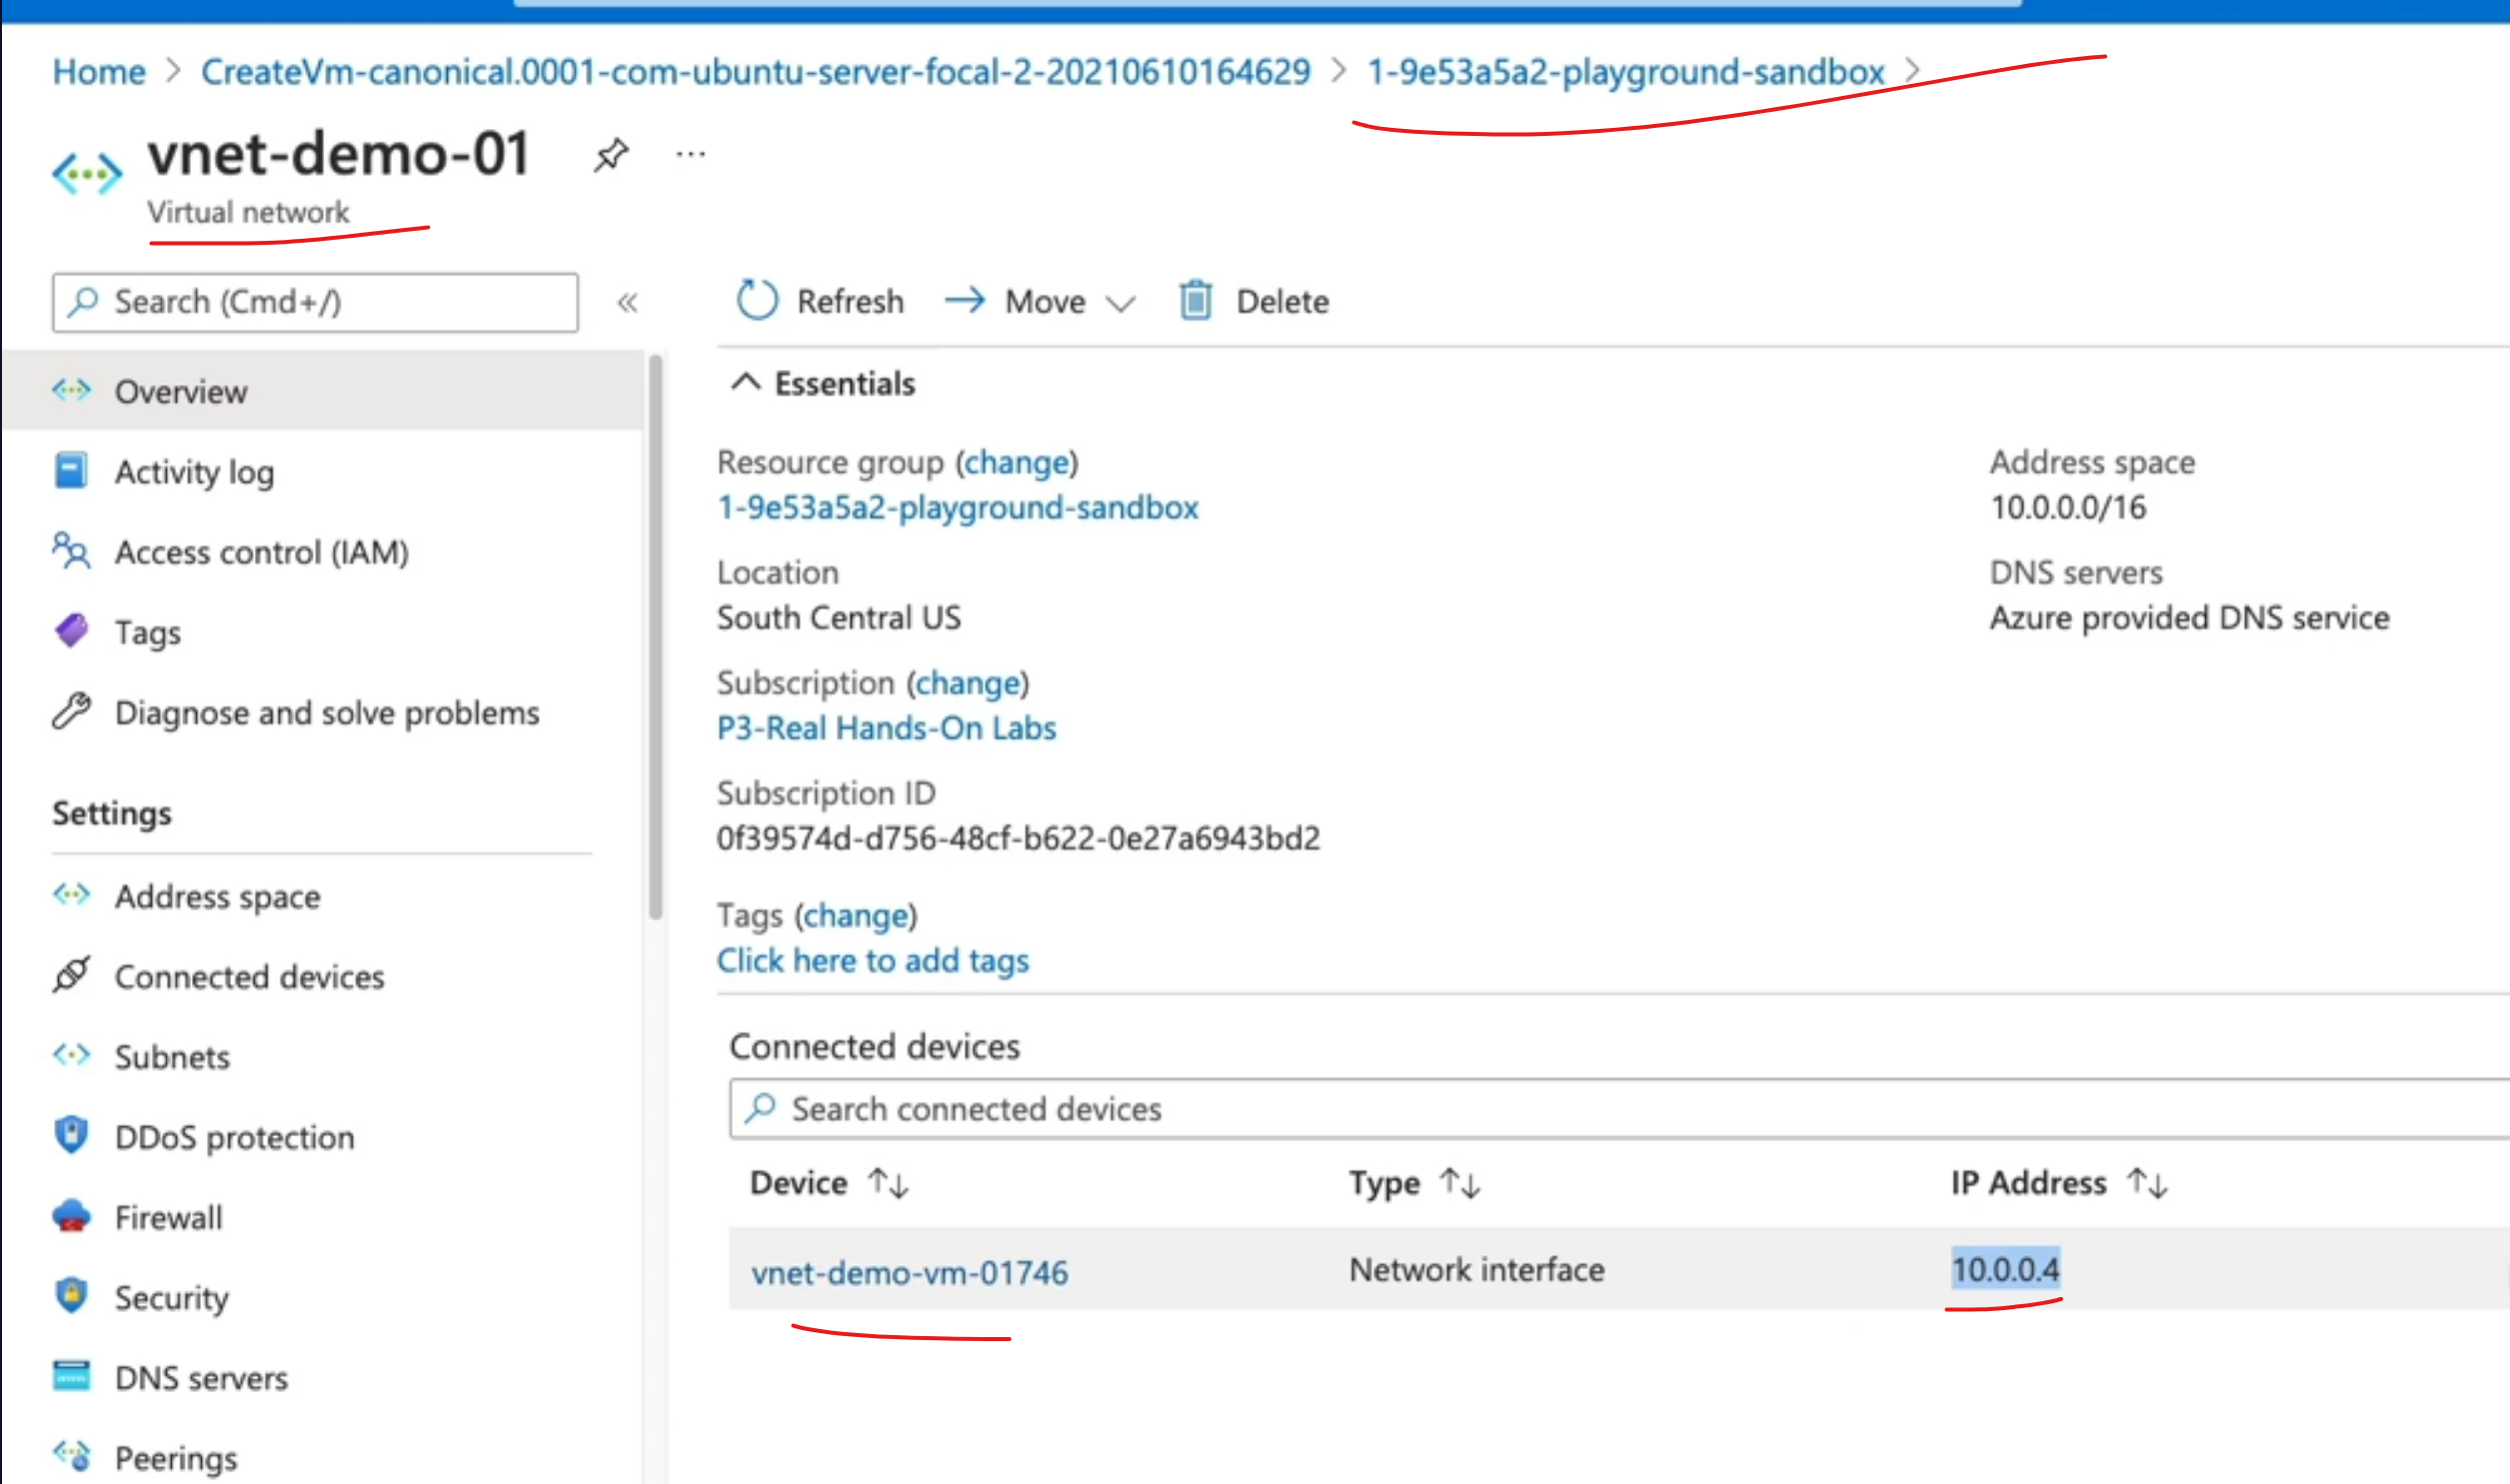 Home > CreateVm-canonical.0001-com-ubuntu-server-focal-2-20210610164629 > 1-9e53a5a2-playground-sandbox >
vnet-demo-01 ...
Virtual network
Search (Cmd+/) «
Refresh Move Delete
Overview
Activity log
Access control (IAM)
Tags
Diagnose and solve problems
Settings
Address space
Connected devices
Subnets
DDoS protection
Firewall
Security
DNS servers
Peerings
Essentials
Resource group (change)
1-9e53a5a2-playground-sandbox
Location
South Central US
Subscription (change)
P3-Real Hands-On Labs
Subscription ID
0f39574d-d756-48cf-b622-0e27a6943bd2
Tags (change)
Click here to add tags
Address space
10.0.0.0/16
DNS servers
Azure provided DNS service
Connected devices
Search connected devices
Device ↑↓ Type ↑↓ IP Address ↑↓
vnet-demo-vm-01746 Network interface 10.0.0.4